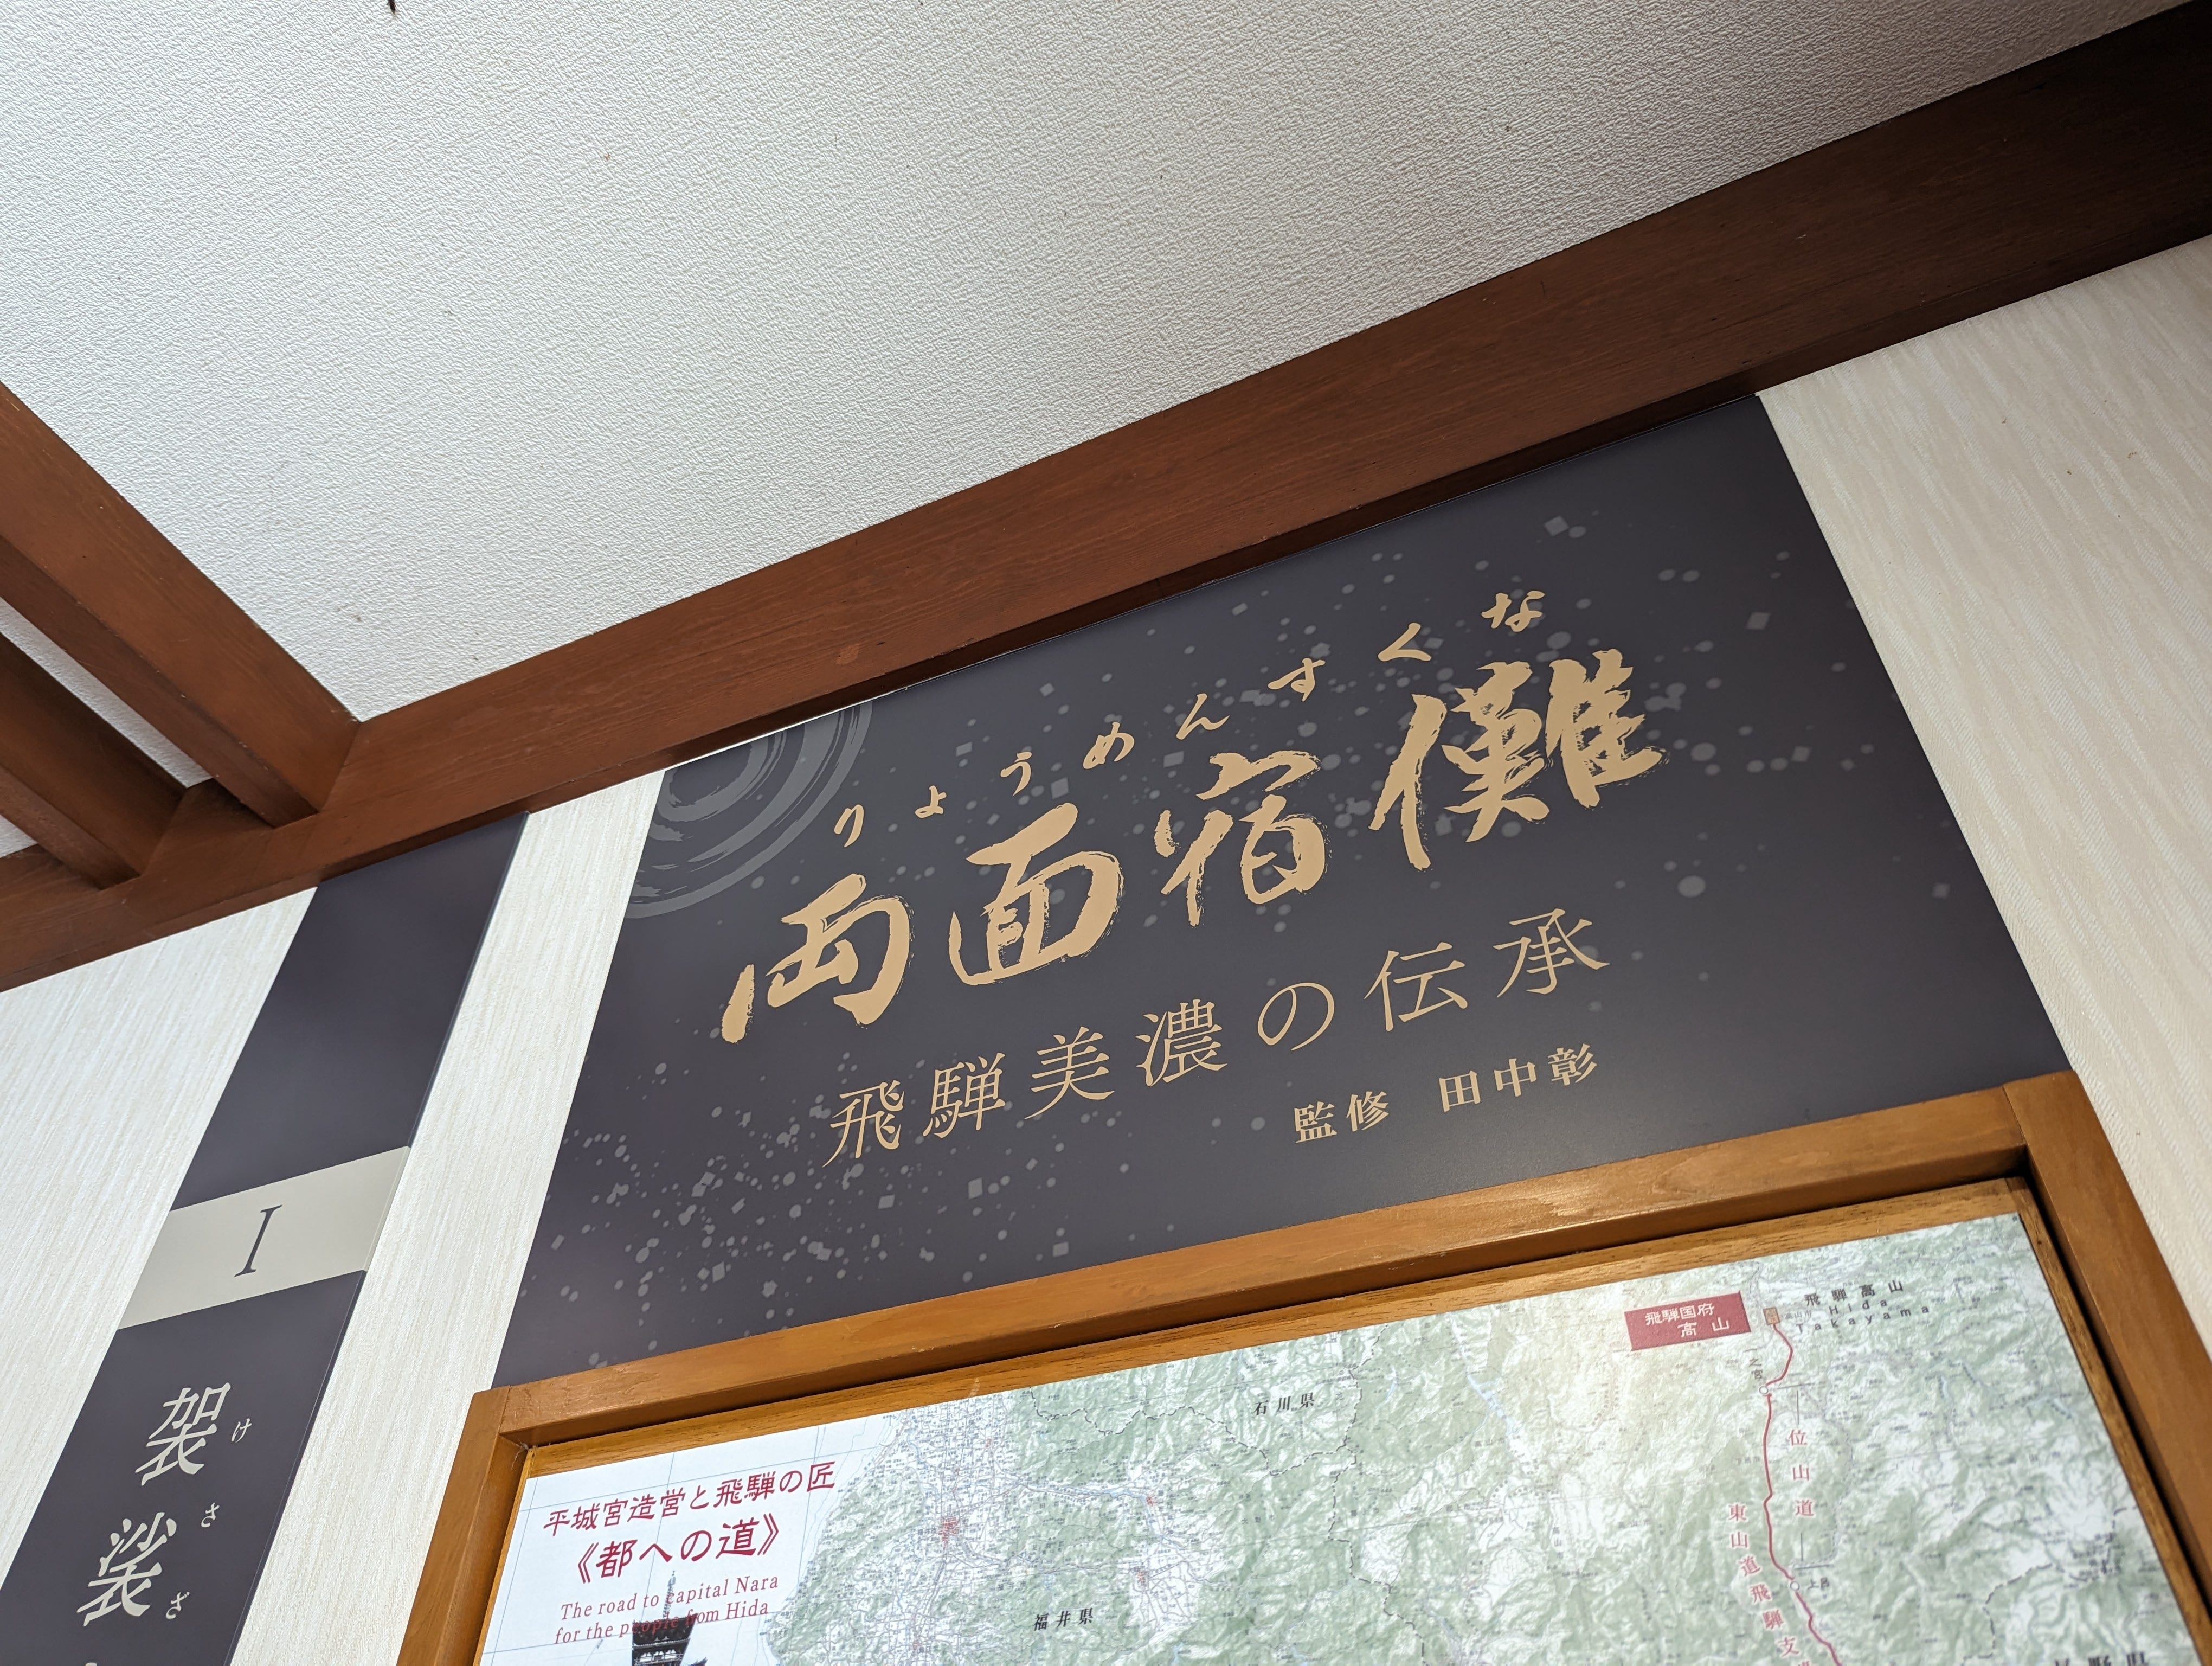 りょうめんすくな
両面宿儺
飛騨美濃の伝承
監修 田中彰
I
袈裟
けさざ
平城宮造営と飛騨の匠
《都への道》
The road to capital Nara
for the people from Hida
飛騨国府
高山
飛騨高山
Hida
Takayama
石川県
福井県
位山道
東山道飛騨支